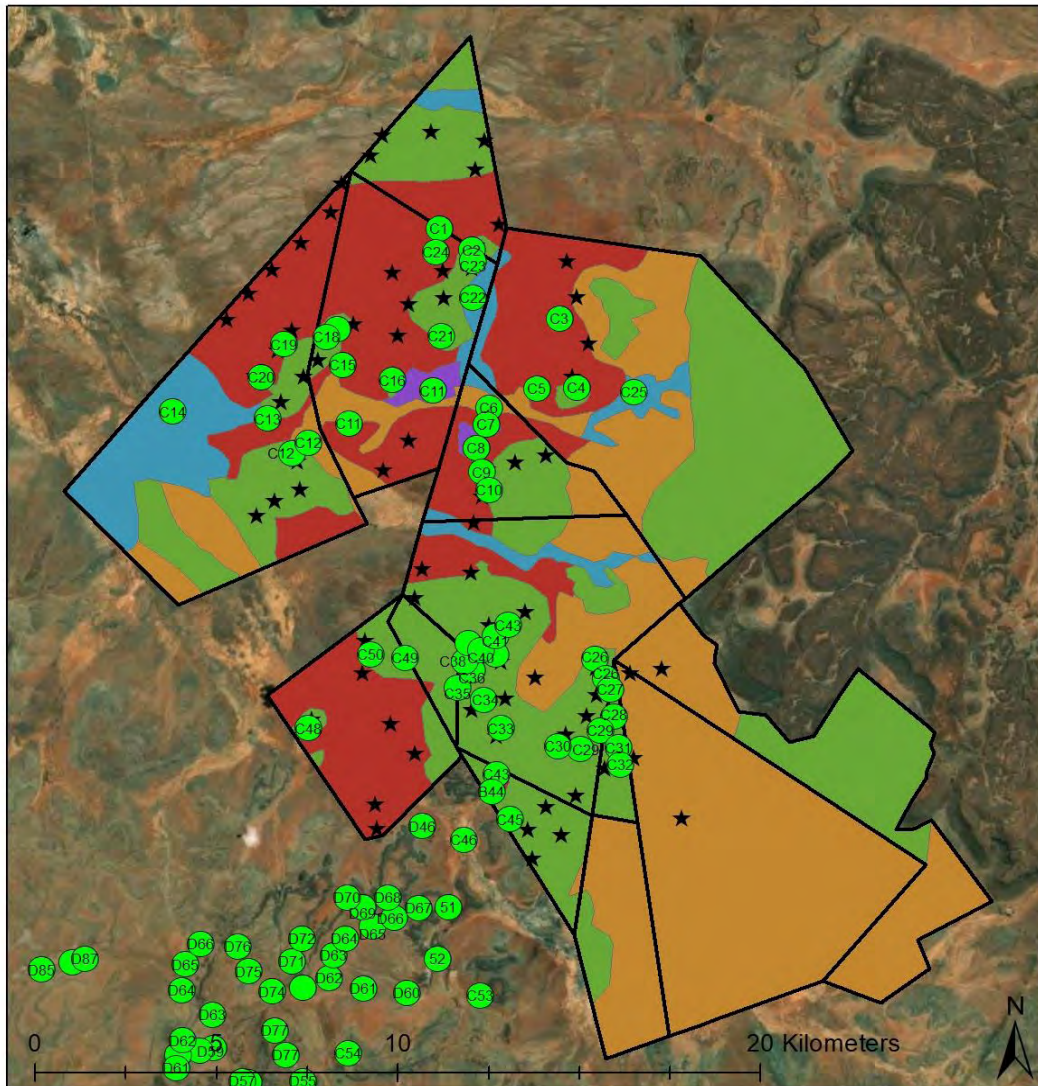 C1
C24
C2
C23
C22
C3
C18
C19
C21
C15
C20
C16
C11
C5
C4
C25
C14
C13
C11
C6
C7
C12
C12
C8
C9
C10
C43
C41
C50
C49
C38
C40
C26
C26
C36
C35
C34
C27
C48
C33
C28
C29
C30
C29
C31
C32
C43
B44
C45
D46
C46
D70
D68
D69
D67
51
D66
D65
D66
D76
D72
D64
D85
D87
D65
D75
D71
D63
52
D64
D74
D62
D61
D60
C53
D63
D77
D62
D59
D77
C54
D61
D57
D55
N
0 5 10 20 Kilometers